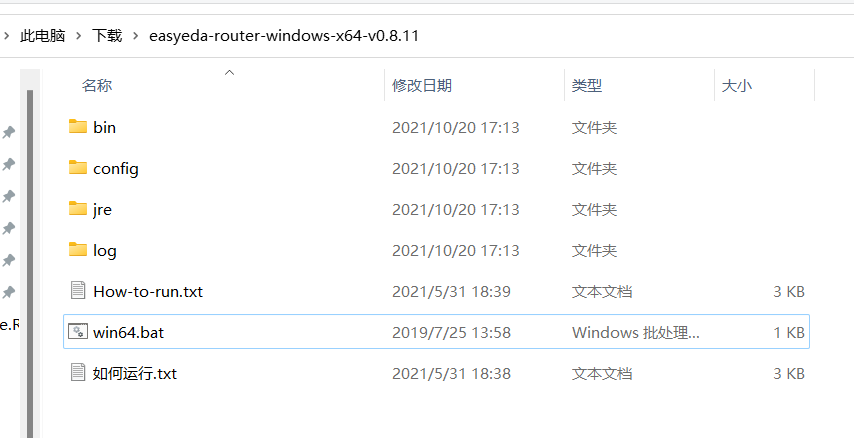 此电脑 > 下载 > easyeda-router-windows-x64-v0.8.11
名称 修改日期 类型 大小
bin 2021/10/20 17:13 文件夹
config 2021/10/20 17:13 文件夹
jre 2021/10/20 17:13 文件夹
log 2021/10/20 17:13 文件夹
How-to-run.txt 2021/5/31 18:39 文本文档 3 KB
e.R
win64.bat 2019/7/25 13:58 Windows 批处理... 1 KB
如何运行.txt 2021/5/31 18:38 文本文档 3 KB